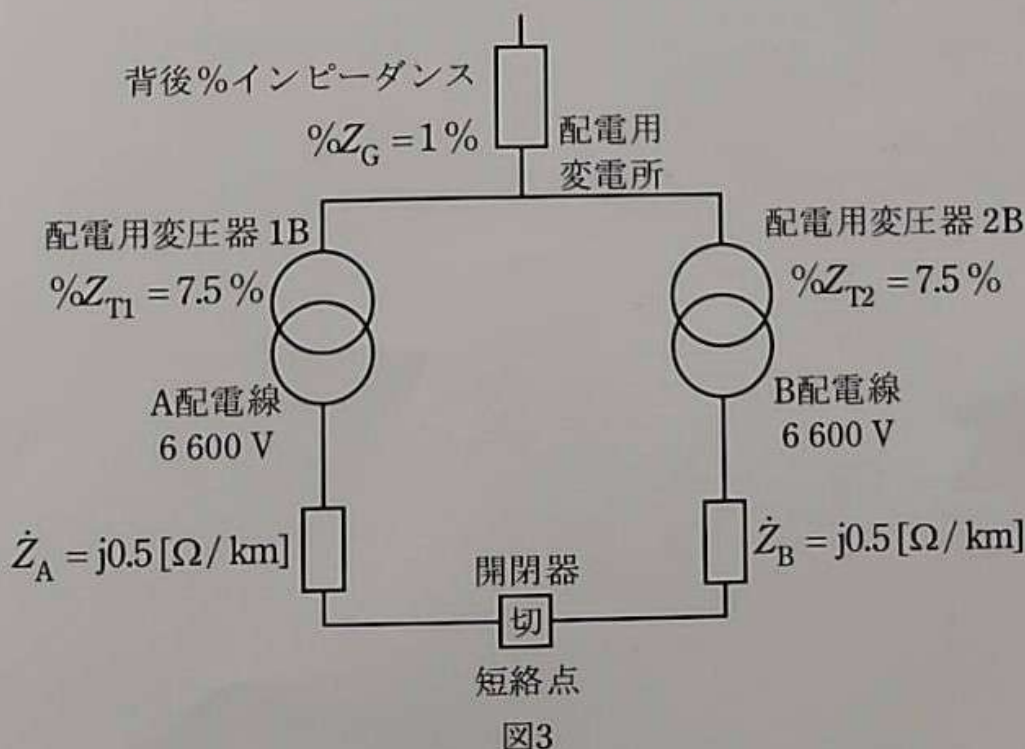 背後%インピーダンス
%Z_G = 1%
配電用
変電所
配電用変圧器 1B
%Z_T1 = 7.5%
配電用変圧器 2B
%Z_T2 = 7.5%
A配電線
6 600 V
B配電線
6 600 V
Ż_A = j0.5 [Ω/km]
Ż_B = j0.5 [Ω/km]
開閉器
切
短絡点
図3